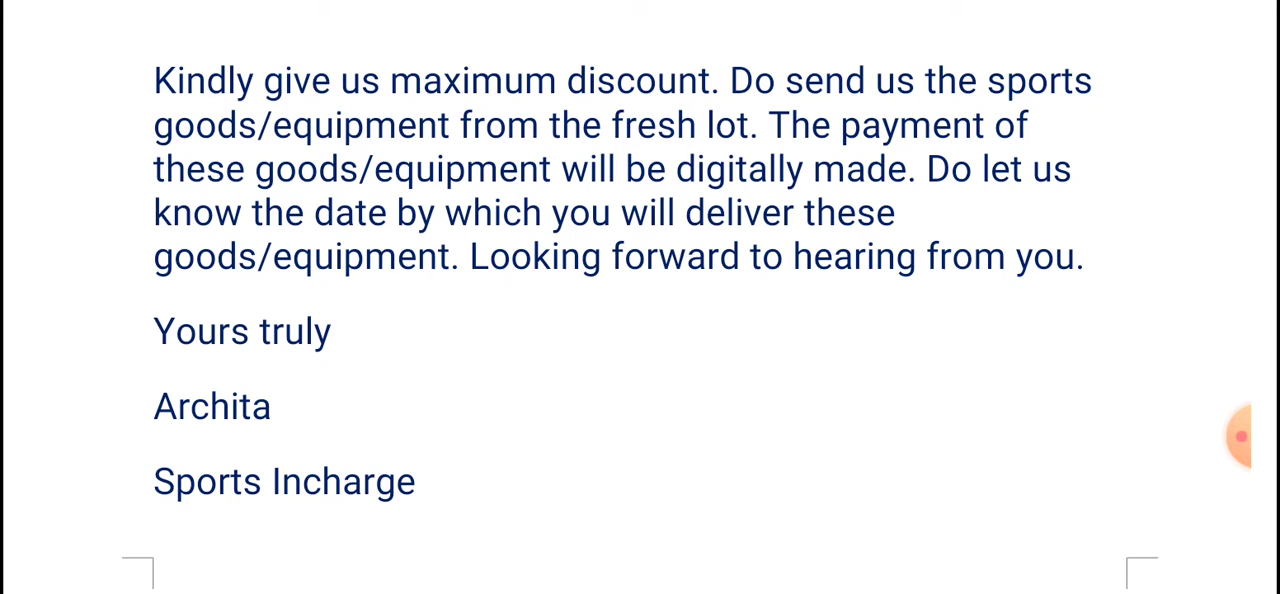 Kindly give us maximum discount. Do send us the sports
goods/equipment from the fresh lot. The payment of
these goods/equipment will be digitally made. Do let us
know the date by which you will deliver these
goods/equipment. Looking forward to hearing from you.
Yours truly
Archita
Sports Incharge